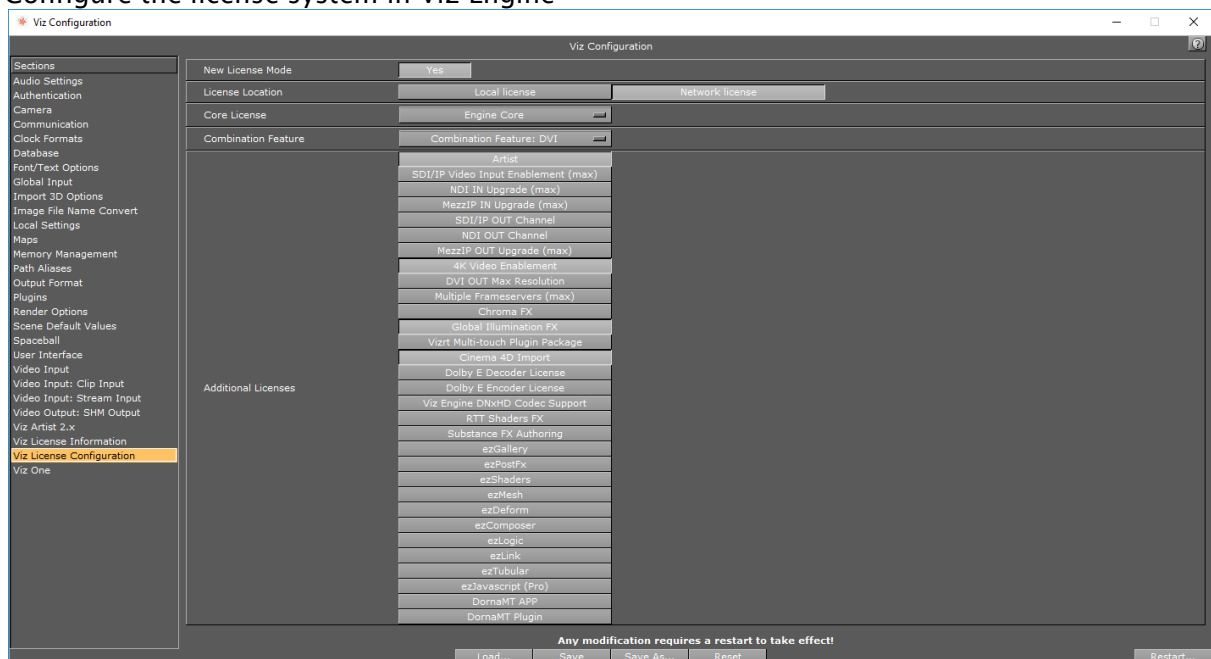 Configure the license system in Viz Engine
Viz Configuration
Viz Configuration
Sections
Audio Settings
Authentication
Camera
Communication
Clock Formats
Database
Font/Text Options
Global Input
Import 3D Options
Image File Name Convert
Local Settings
Maps
Memory Management
Path Aliases
Output Format
Plugins
Render Options
Scene Default Values
Spaceball
User Interface
Video Input
Video Input: Clip Input
Video Input: Stream Input
Video Output: SHM Output
Viz Artist 2.x
Viz License Information
Viz License Configuration
Viz One
New License Mode Yes
License Location Local license Network license
Core License Engine Core
Combination Feature Combination Feature: DVI
Additional Licenses
Artist
SDI/IP Video Input Enablement (max)
NDI IN Upgrade (max)
MezzIP IN Upgrade (max)
SDI/IP OUT Channel
NDI OUT Channel
MezzIP OUT Upgrade (max)
4K Video Enablement
DVI OUT Max Resolution
Multiple Frameservers (max)
Chroma FX
Global Illumination FX
Vizrt Multi-touch Plugin Package
Cinema 4D Import
Dolby E Decoder License
Dolby E Encoder License
Viz Engine DNxHD Codec Support
RTT Shaders FX
Substance FX Authoring
ezGallery
ezPostFx
ezShaders
ezMesh
ezDeform
ezComposer
ezLogic
ezLink
ezTubular
ezJavascript (Pro)
DornaMT APP
DornaMT Plugin
Any modification requires a restart to take effect!
Load... Save Save As... Reset Restart...